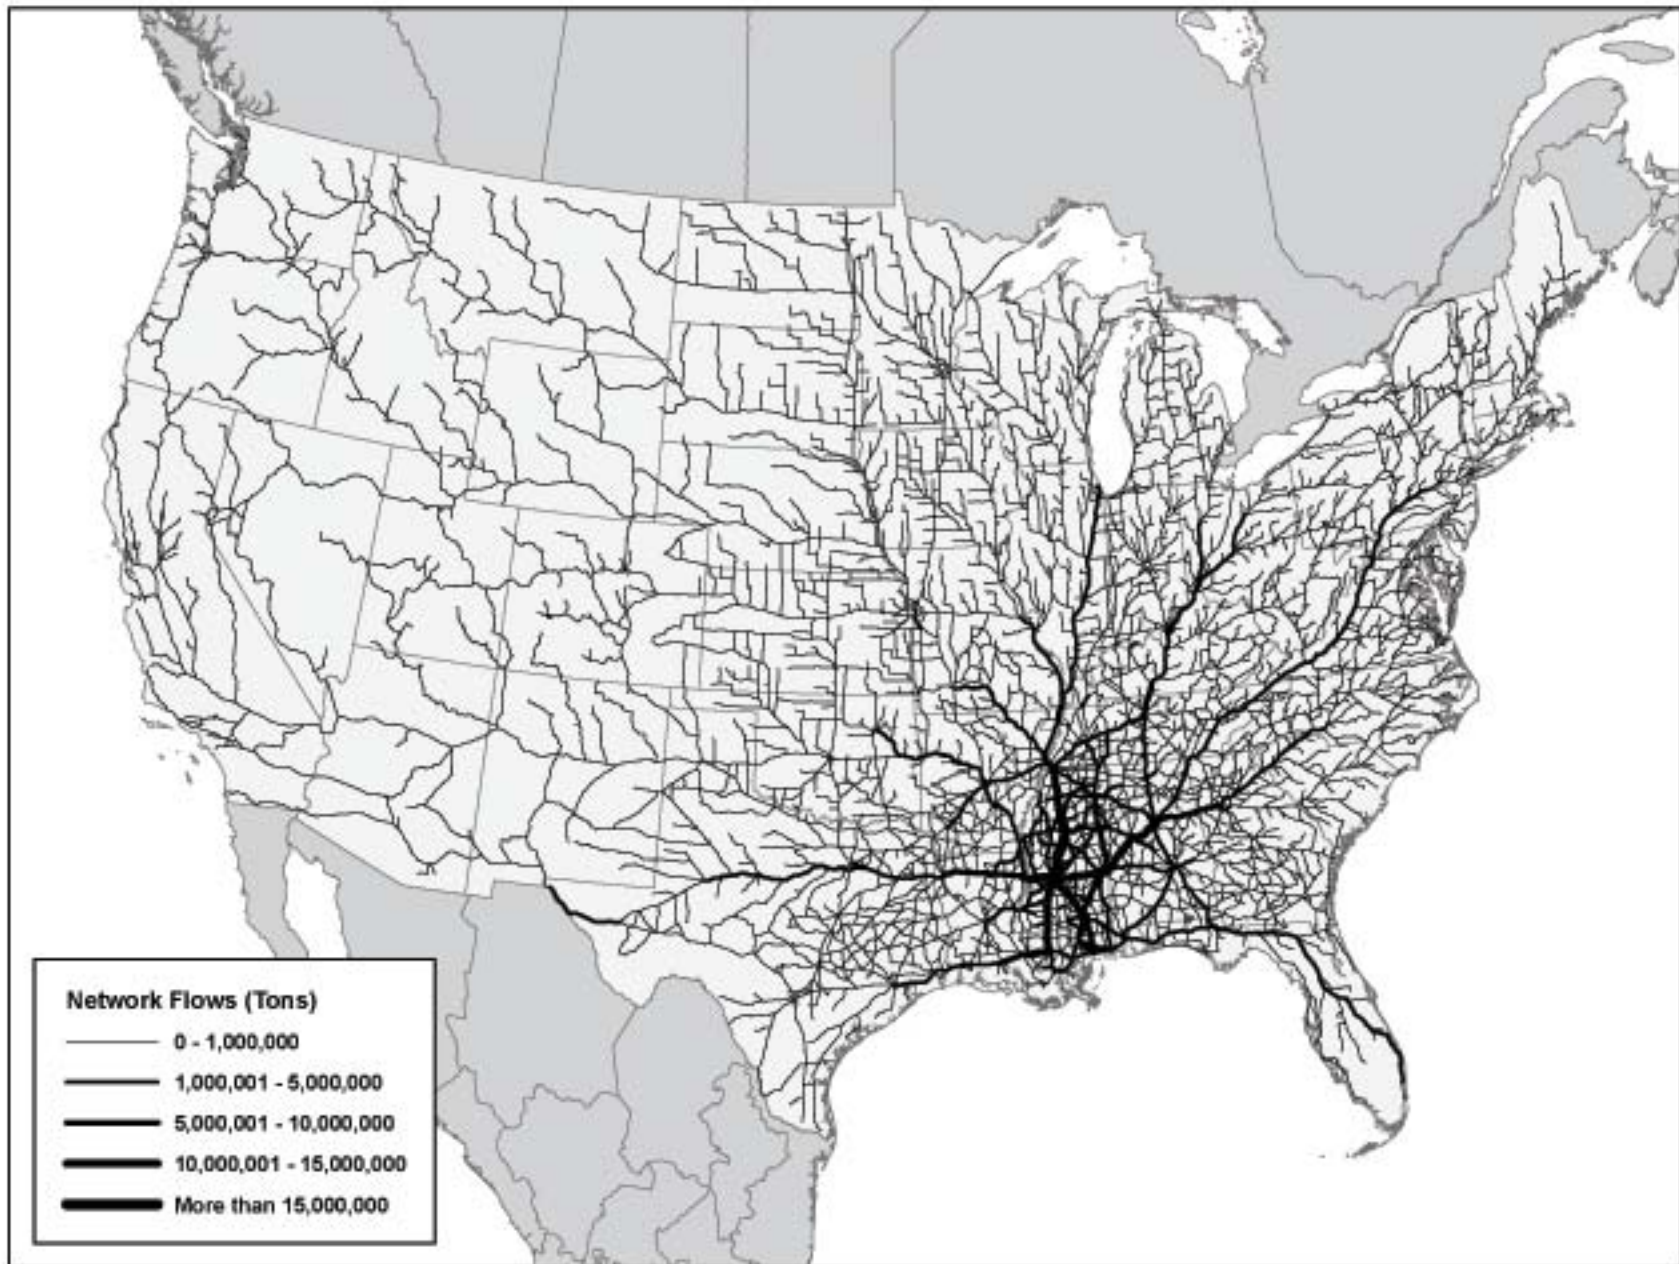 Network Flows (Tons)
0 - 1,000,000
1,000,001 - 5,000,000
5,000,001 - 10,000,000
10,000,001 - 15,000,000
More than 15,000,000